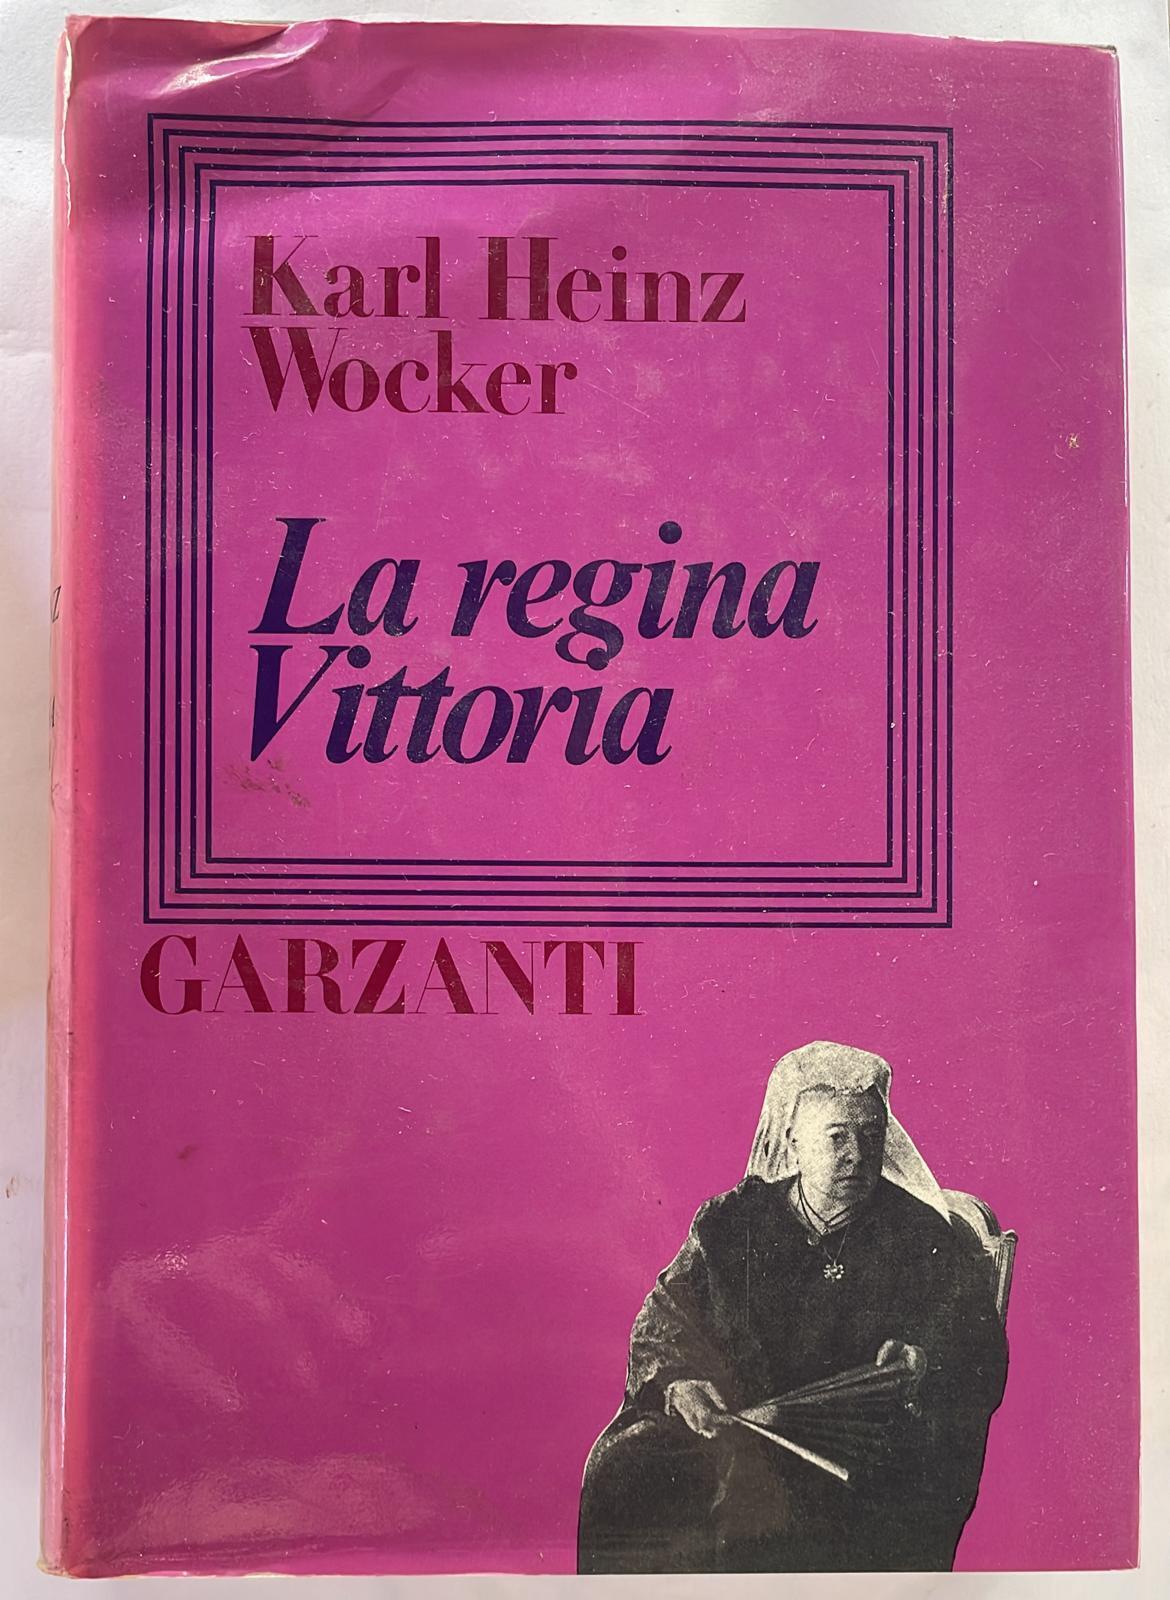 Karl Heinz
Wocker
La regina
Vittoria
GARZANTI